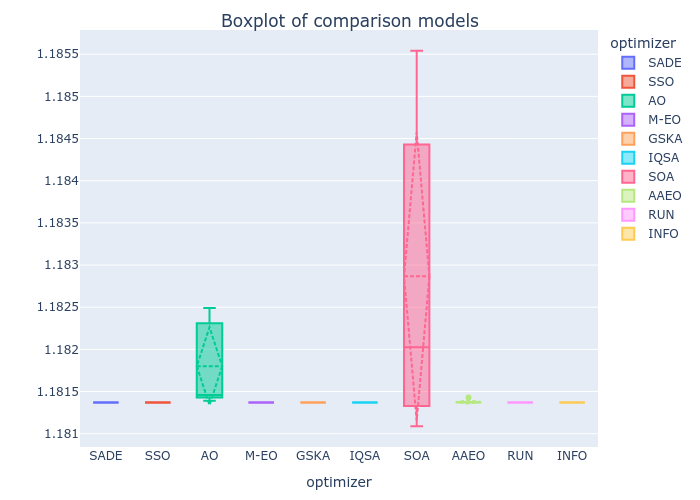 Boxplot of comparison models
optimizer
SADE
SSO
AO
M-EO
GSKA
IQSA
SOA
AAEO
RUN
INFO
1.1855
1.185
1.1845
1.184
1.1835
1.183
1.1825
1.182
1.1815
1.181
SADE SSO AO M-EO GSKA IQSA SOA AAEO RUN INFO
optimizer